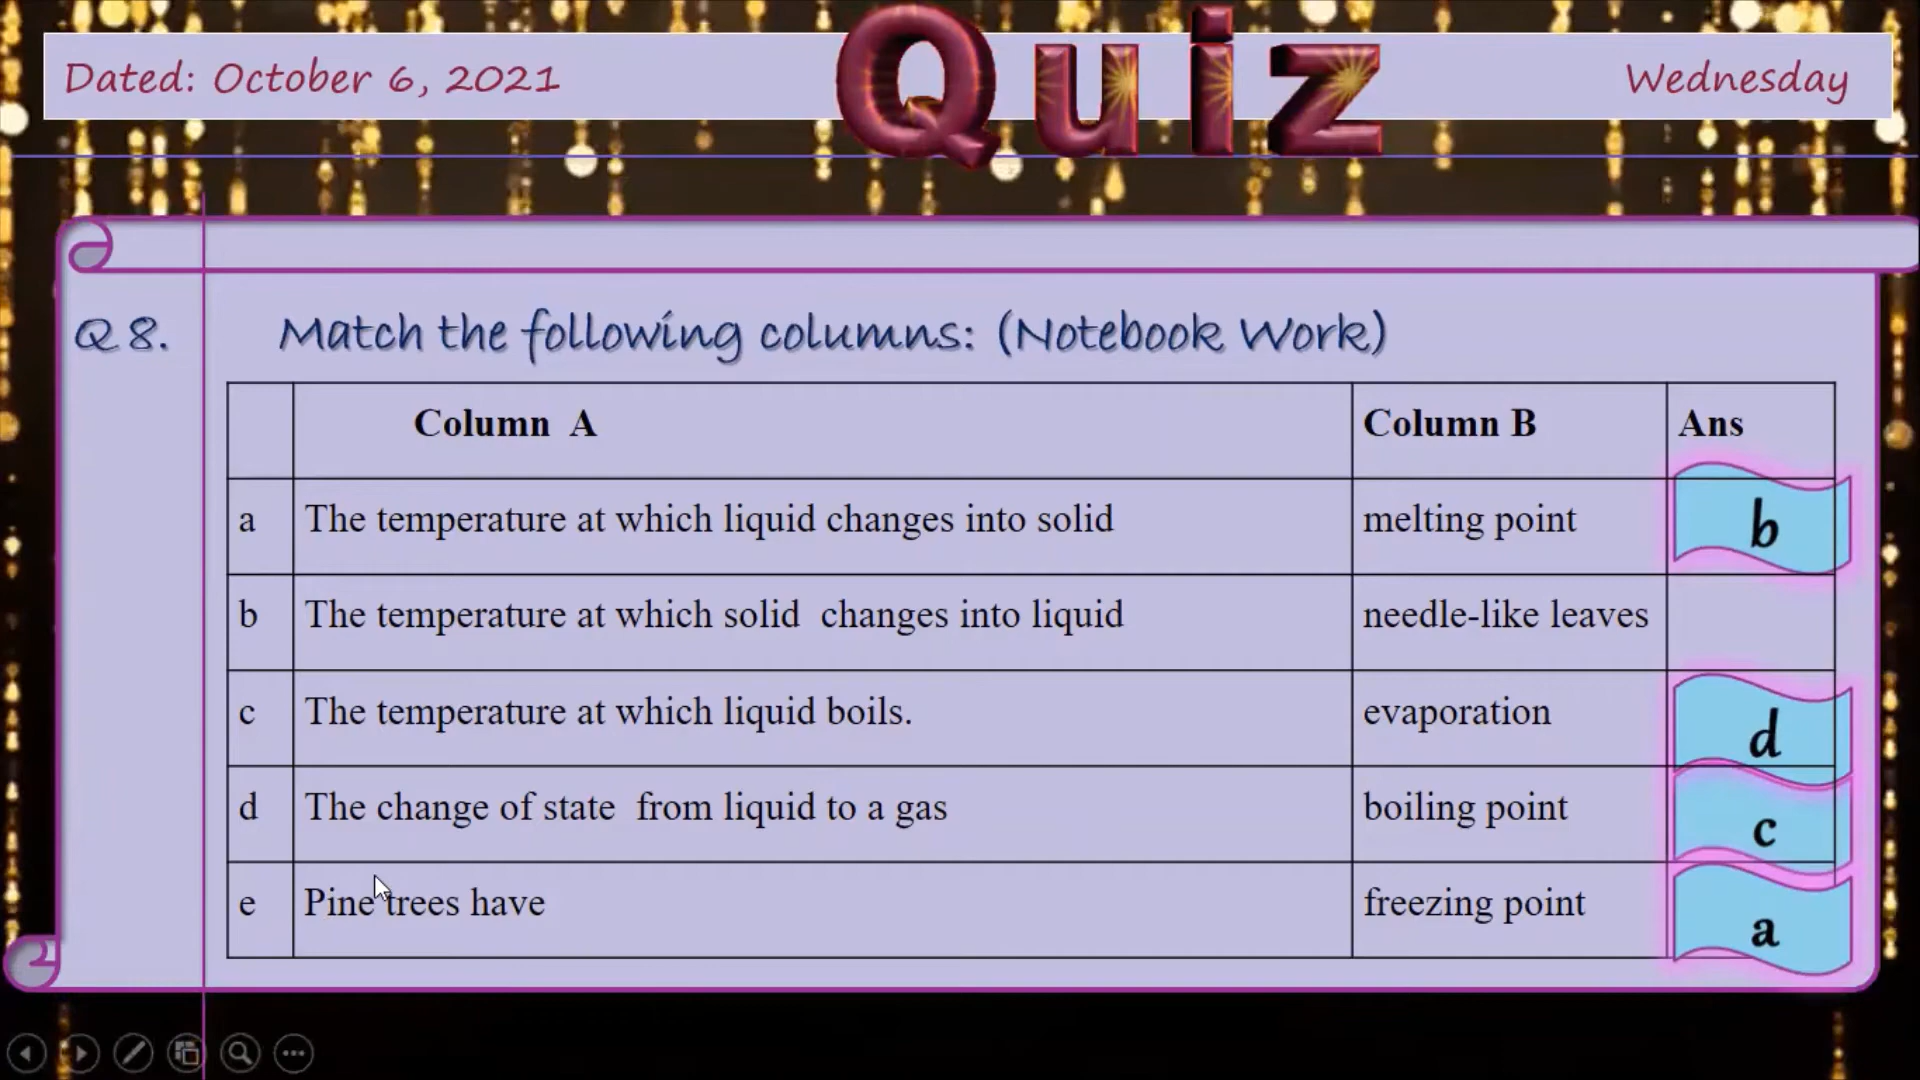 Dated: October 6, 2021
Quiz
Wednesday
Q 8.
Match the following columns: (Notebook Work)
Column A Column B Ans
a The temperature at which liquid changes into solid melting point b
b The temperature at which solid changes into liquid needle-like leaves
c The temperature at which liquid boils. evaporation d
d The change of state from liquid to a gas boiling point c
e Pine trees have freezing point a